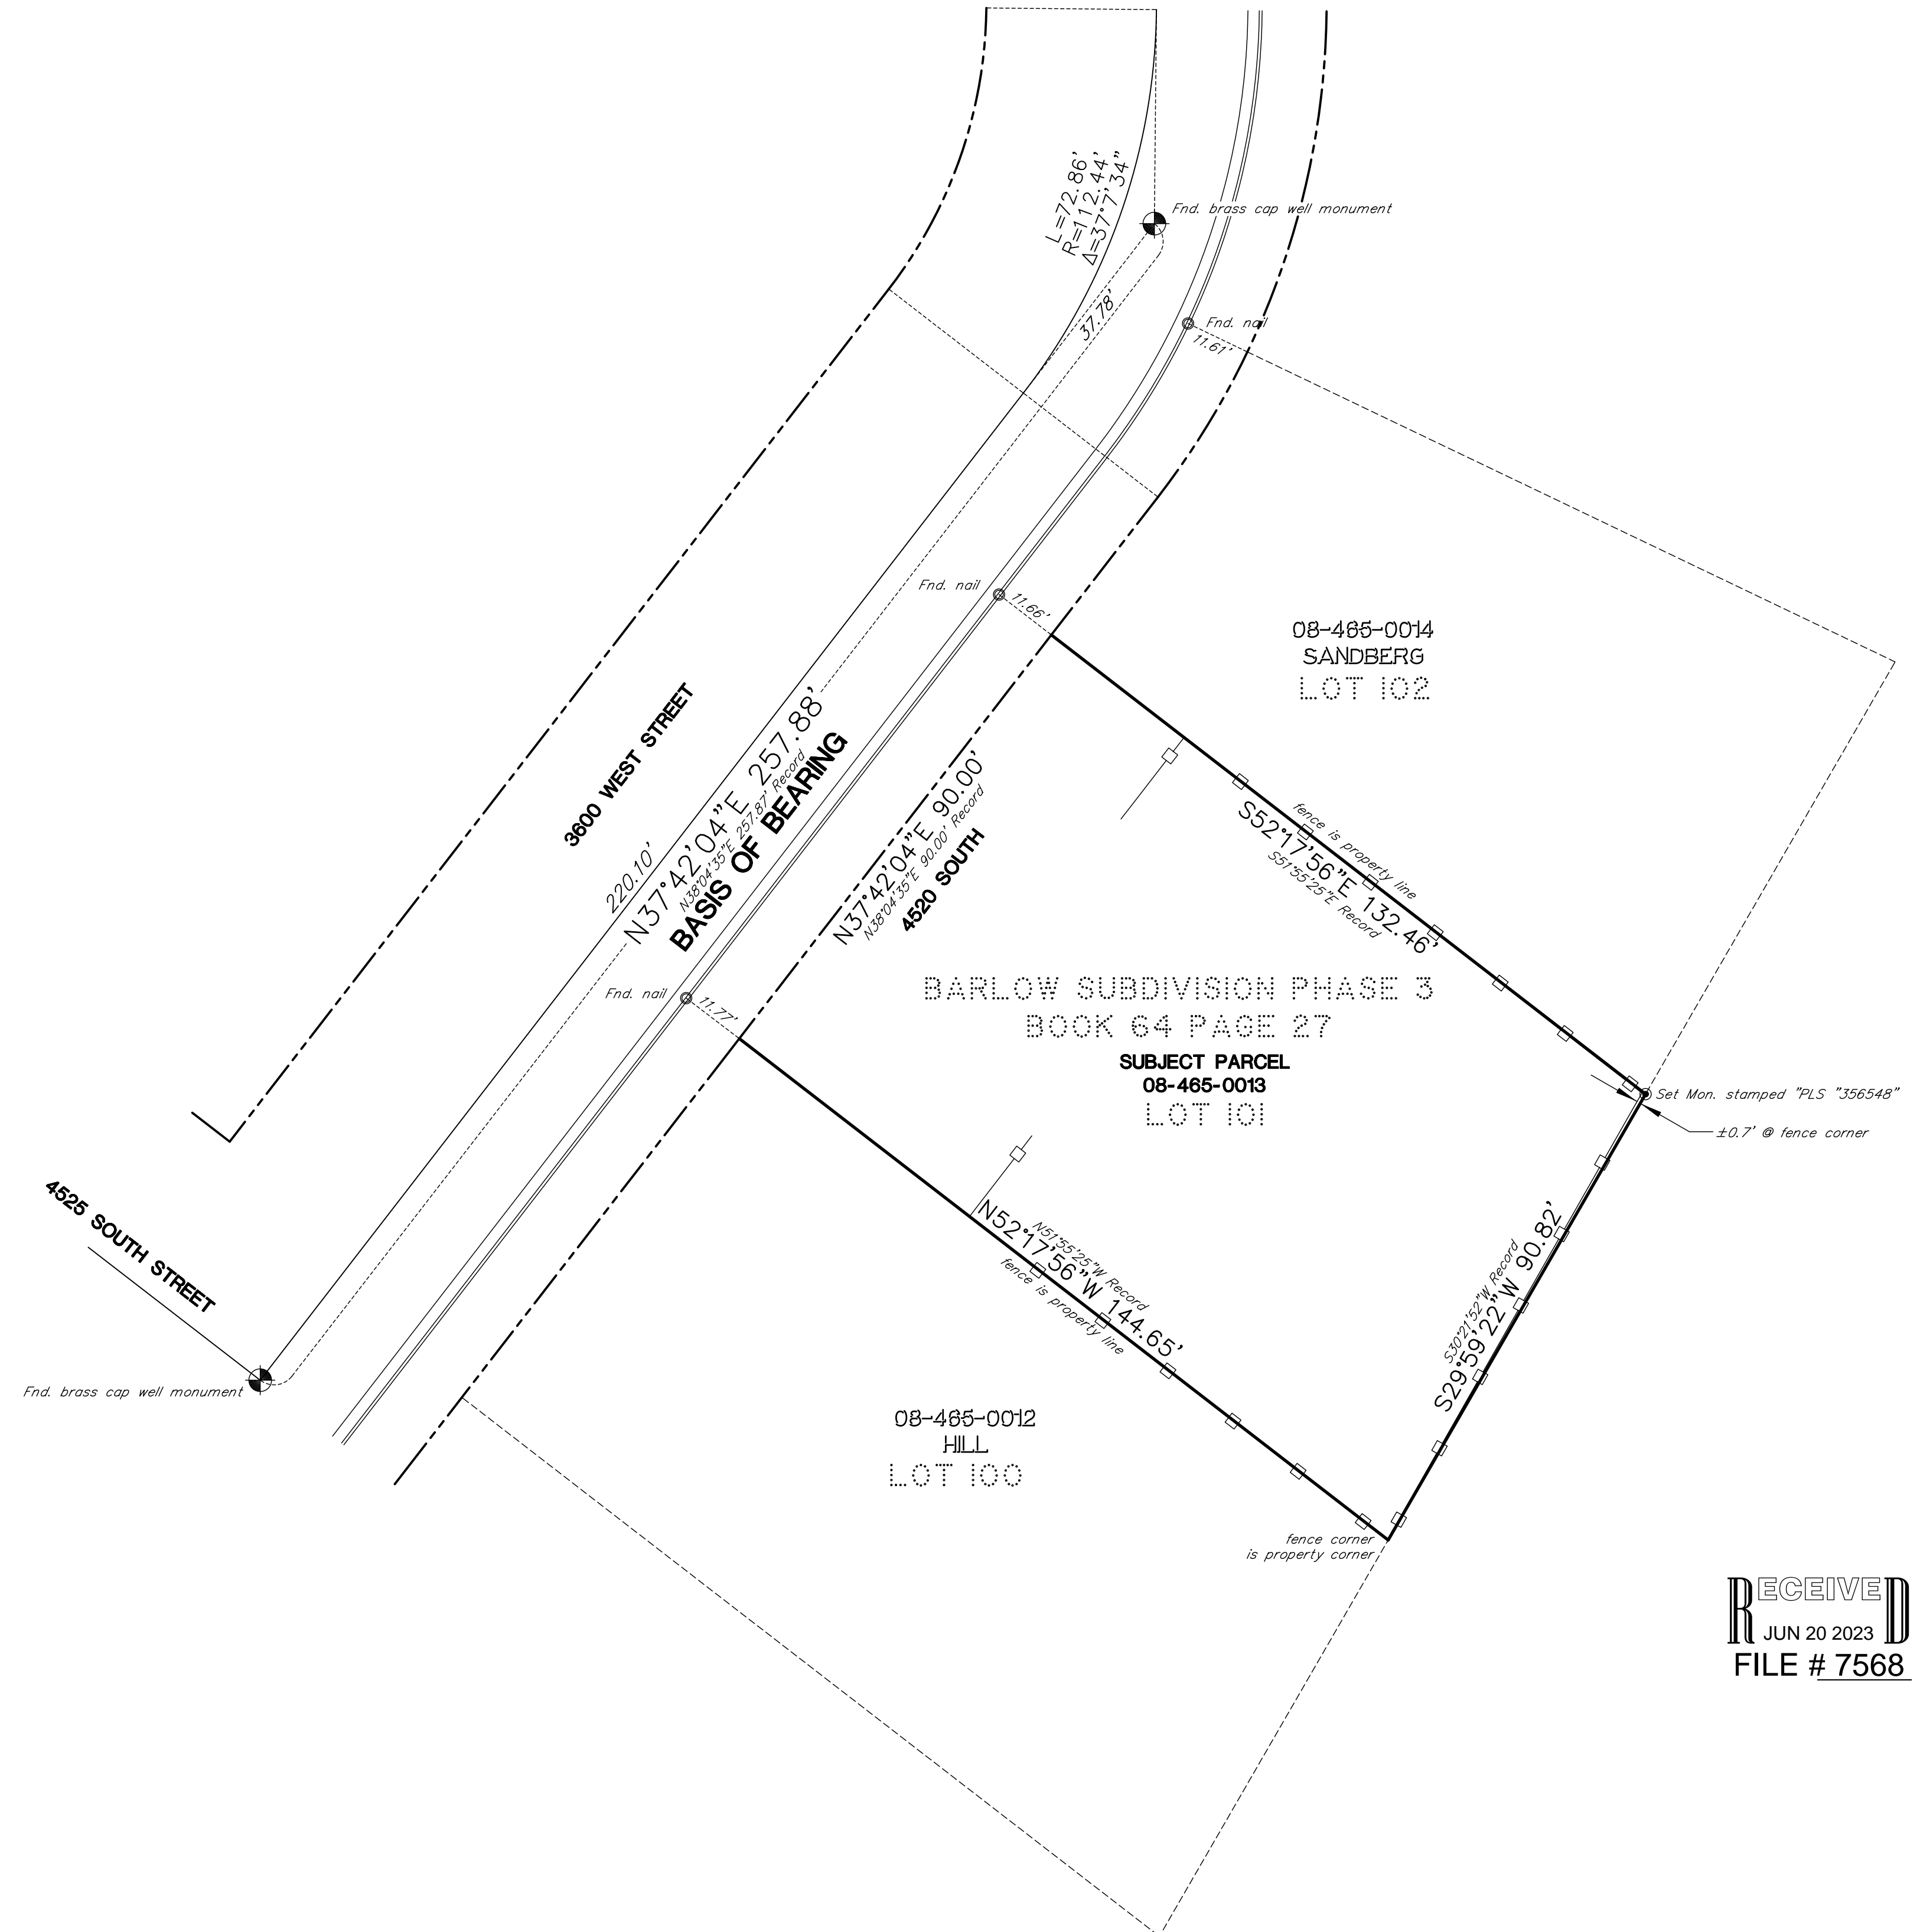 L=72.86'
R=112.44'
Δ=37°7'34"
Fnd. brass cap well monument
37.78'
Fnd. nail
11.61'
Fnd. nail
11.66'
08-465-0014
SANDBERG
LOT 102
3600 WEST STREET
220.10'
N37°42'04"E 257.88'
N38°04'35"E 257.87' Record
BASIS OF BEARING
N37°42'04"E 90.00'
N38°04'35"E 90.00' Record
4520 SOUTH
fence is property line
S52°17'56"E 132.46'
S51°55'25"E Record
Fnd. nail
11.77'
BARLOW SUBDIVISION PHASE 3
BOOK 64 PAGE 27
SUBJECT PARCEL
08-465-0013
LOT 101
Set Mon. stamped "PLS "356548"
±0.7' @ fence corner
4525 SOUTH STREET
N51°55'25"W Record
N52°17'56"W 144.65'
fence is property line
S30°21'52"W Record
S29°59'22"W 90.82'
Fnd. brass cap well monument
08-465-0012
HILL
LOT 100
fence corner
is property corner
RECEIVED
JUN 20 2023
FILE # 7568